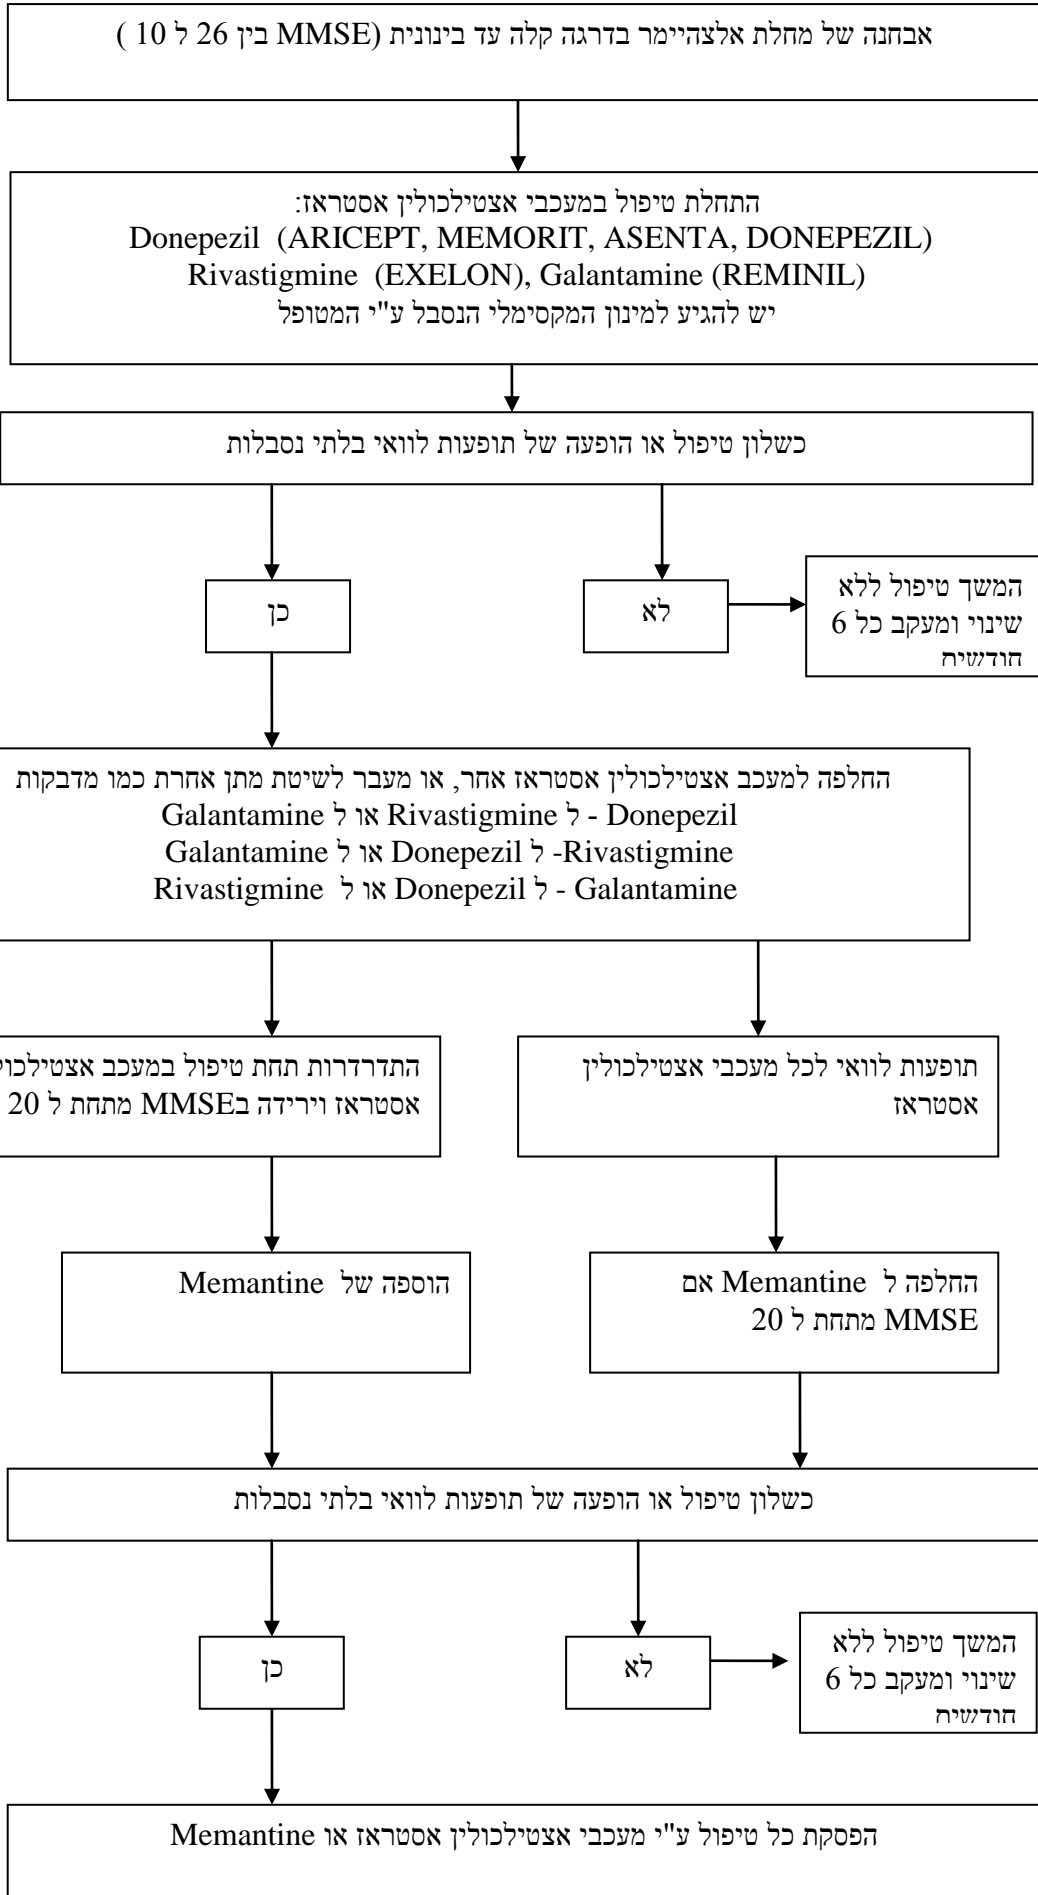 אבחנה של מחלת אלצהיימר בדרגה קלה עד בינונית (MMSE בין 26 ל 10 )
התחלת טיפול במעכבי אצטילכולין אסטראז:
Donepezil (ARICEPT, MEMORIT, ASENTA, DONEPEZIL)
Rivastigmine (EXELON), Galantamine (REMINIL)
יש להגיע למינון המקסימלי הנסבל ע"י המטופל
כשלון טיפול או הופעה של תופעות לוואי בלתי נסבלות
המשך טיפול ללא
שינוי ומעקב כל 6
חודשים
לא
כן
החלפה למעכב אצטילכולין אסטראז אחר, או מעבר לשיטת מתן אחרת כמו מדבקות
Donepezil - ל Rivastigmine או ל Galantamine
Rivastigmine- ל Donepezil או ל Galantamine
Galantamine - ל Donepezil או ל Rivastigmine
תופעות לוואי לכל מעכבי אצטילכולין
אסטראז
התדרדרות תחת טיפול במעכב אצטילכול
אסטראז וירידה בMMSE מתחת ל 20
החלפה ל Memantine אם
MMSE מתחת ל 20
הוספה של Memantine
כשלון טיפול או הופעה של תופעות לוואי בלתי נסבלות
המשך טיפול ללא
שינוי ומעקב כל 6
חודשים
לא
כן
הפסקת כל טיפול ע"י מעכבי אצטילכולין אסטראז או Memantine